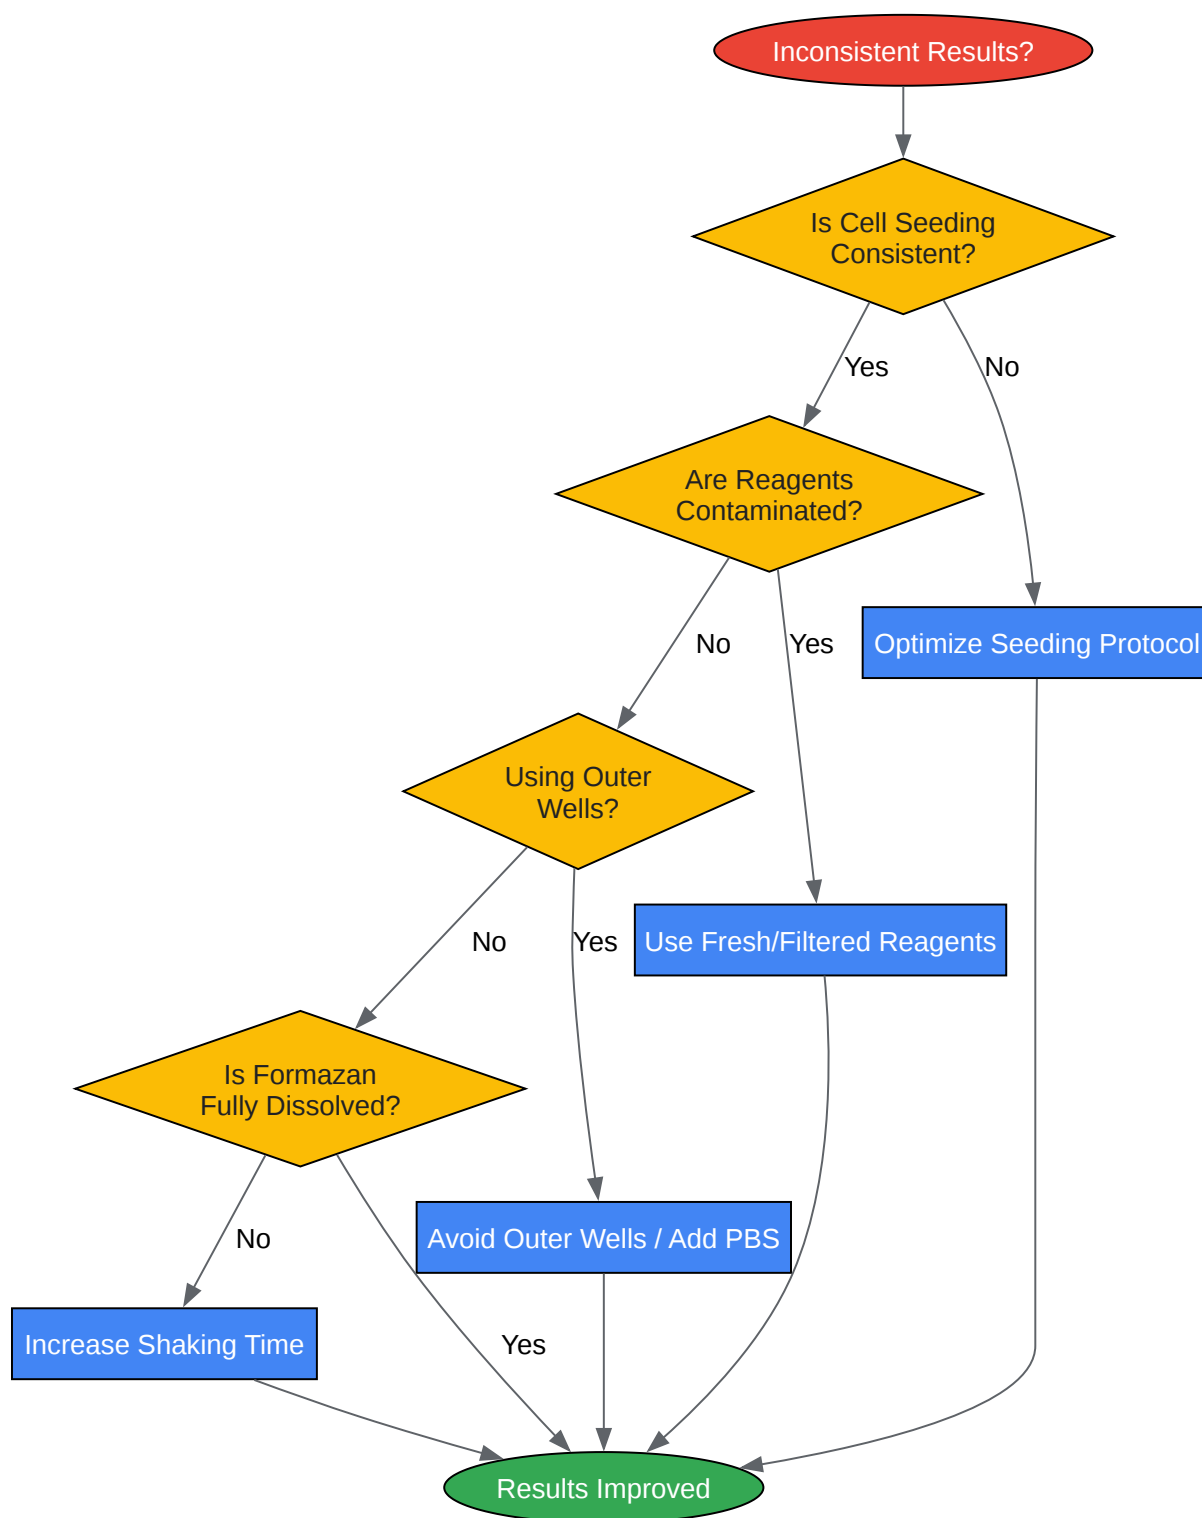 Inconsistent Results?
Is Cell Seeding
Consistent?
Yes
No
Are Reagents
Contaminated?
No
Yes
Optimize Seeding Protocol
Using Outer
Wells?
No
Yes
Use Fresh/Filtered Reagents
Is Formazan
Fully Dissolved?
No
Avoid Outer Wells / Add PBS
Increase Shaking Time
Yes
Results Improved